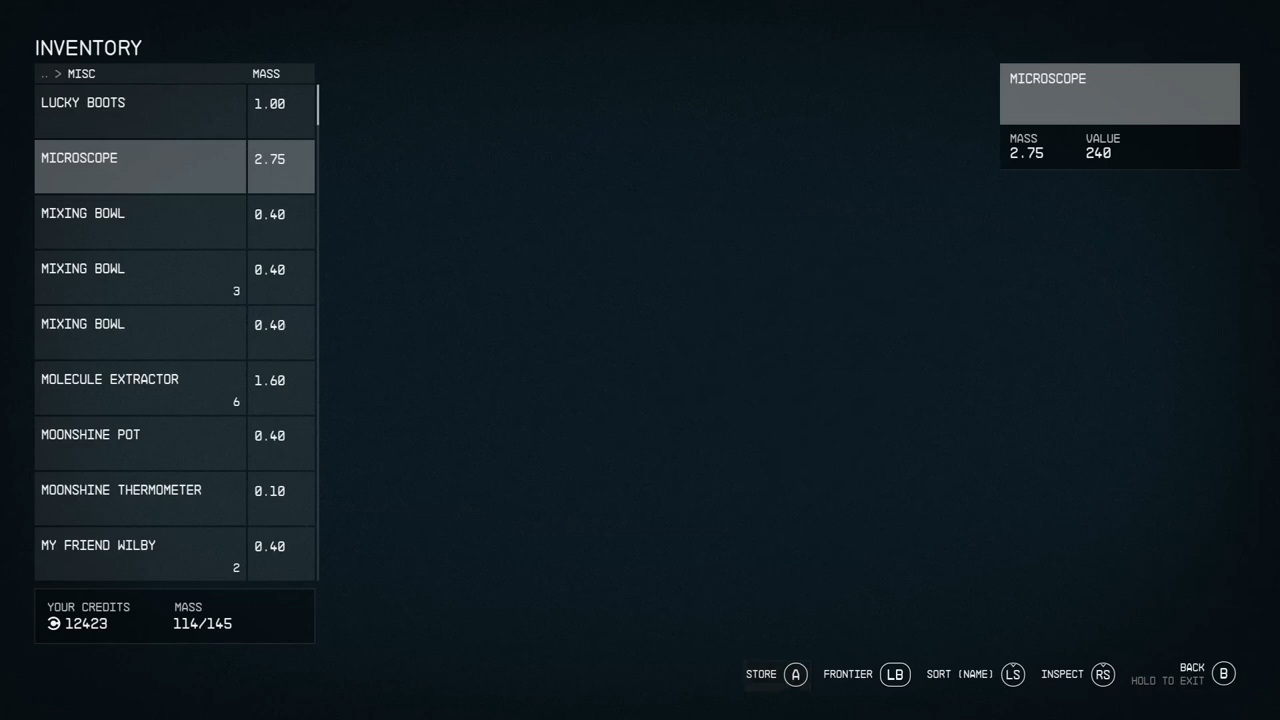 INVENTORY
.. > MISC MASS
LUCKY BOOTS 1.00
MICROSCOPE 2.75
MIXING BOWL 0.40
MIXING BOWL 0.40
3
MIXING BOWL 0.40
MOLECULE EXTRACTOR 1.60
6
MOONSHINE POT 0.40
MOONSHINE THERMOMETER 0.10
MY FRIEND WILBY 0.40
2
YOUR CREDITS MASS
12423 114/145
MICROSCOPE
MASS VALUE
2.75 240
STORE A FRONTIER LB SORT (NAME) LS INSPECT RS BACK B
HOLD TO EXIT